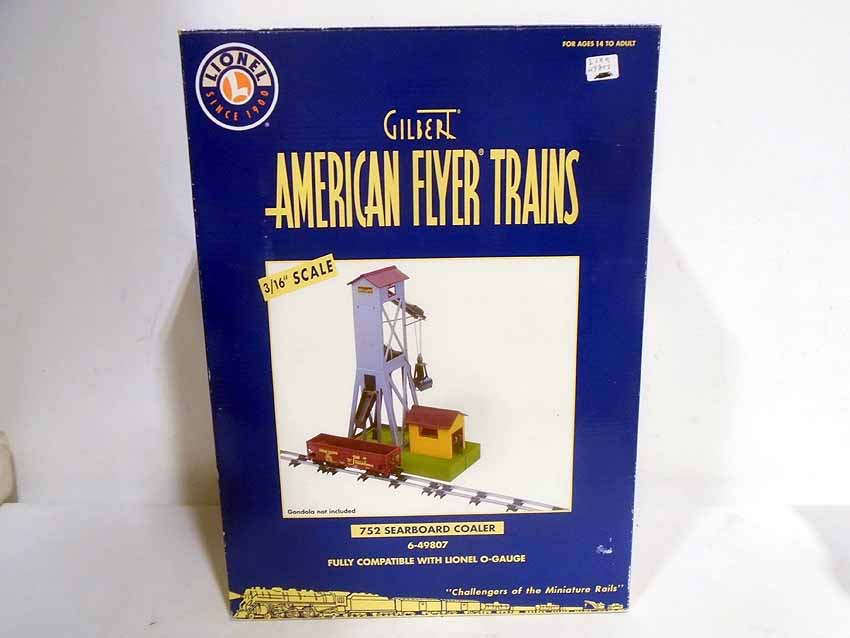 LIONEL
L
SINCE 1900
FOR AGES 14 TO ADULT
GILBERT®
AMERICAN FLYER® TRAINS
3/16" SCALE
Gondola not included
752 SEARBOARD COALER
6-49807
FULLY COMPATIBLE WITH LIONEL O-GAUGE
"Challengers of the Miniature Rails"